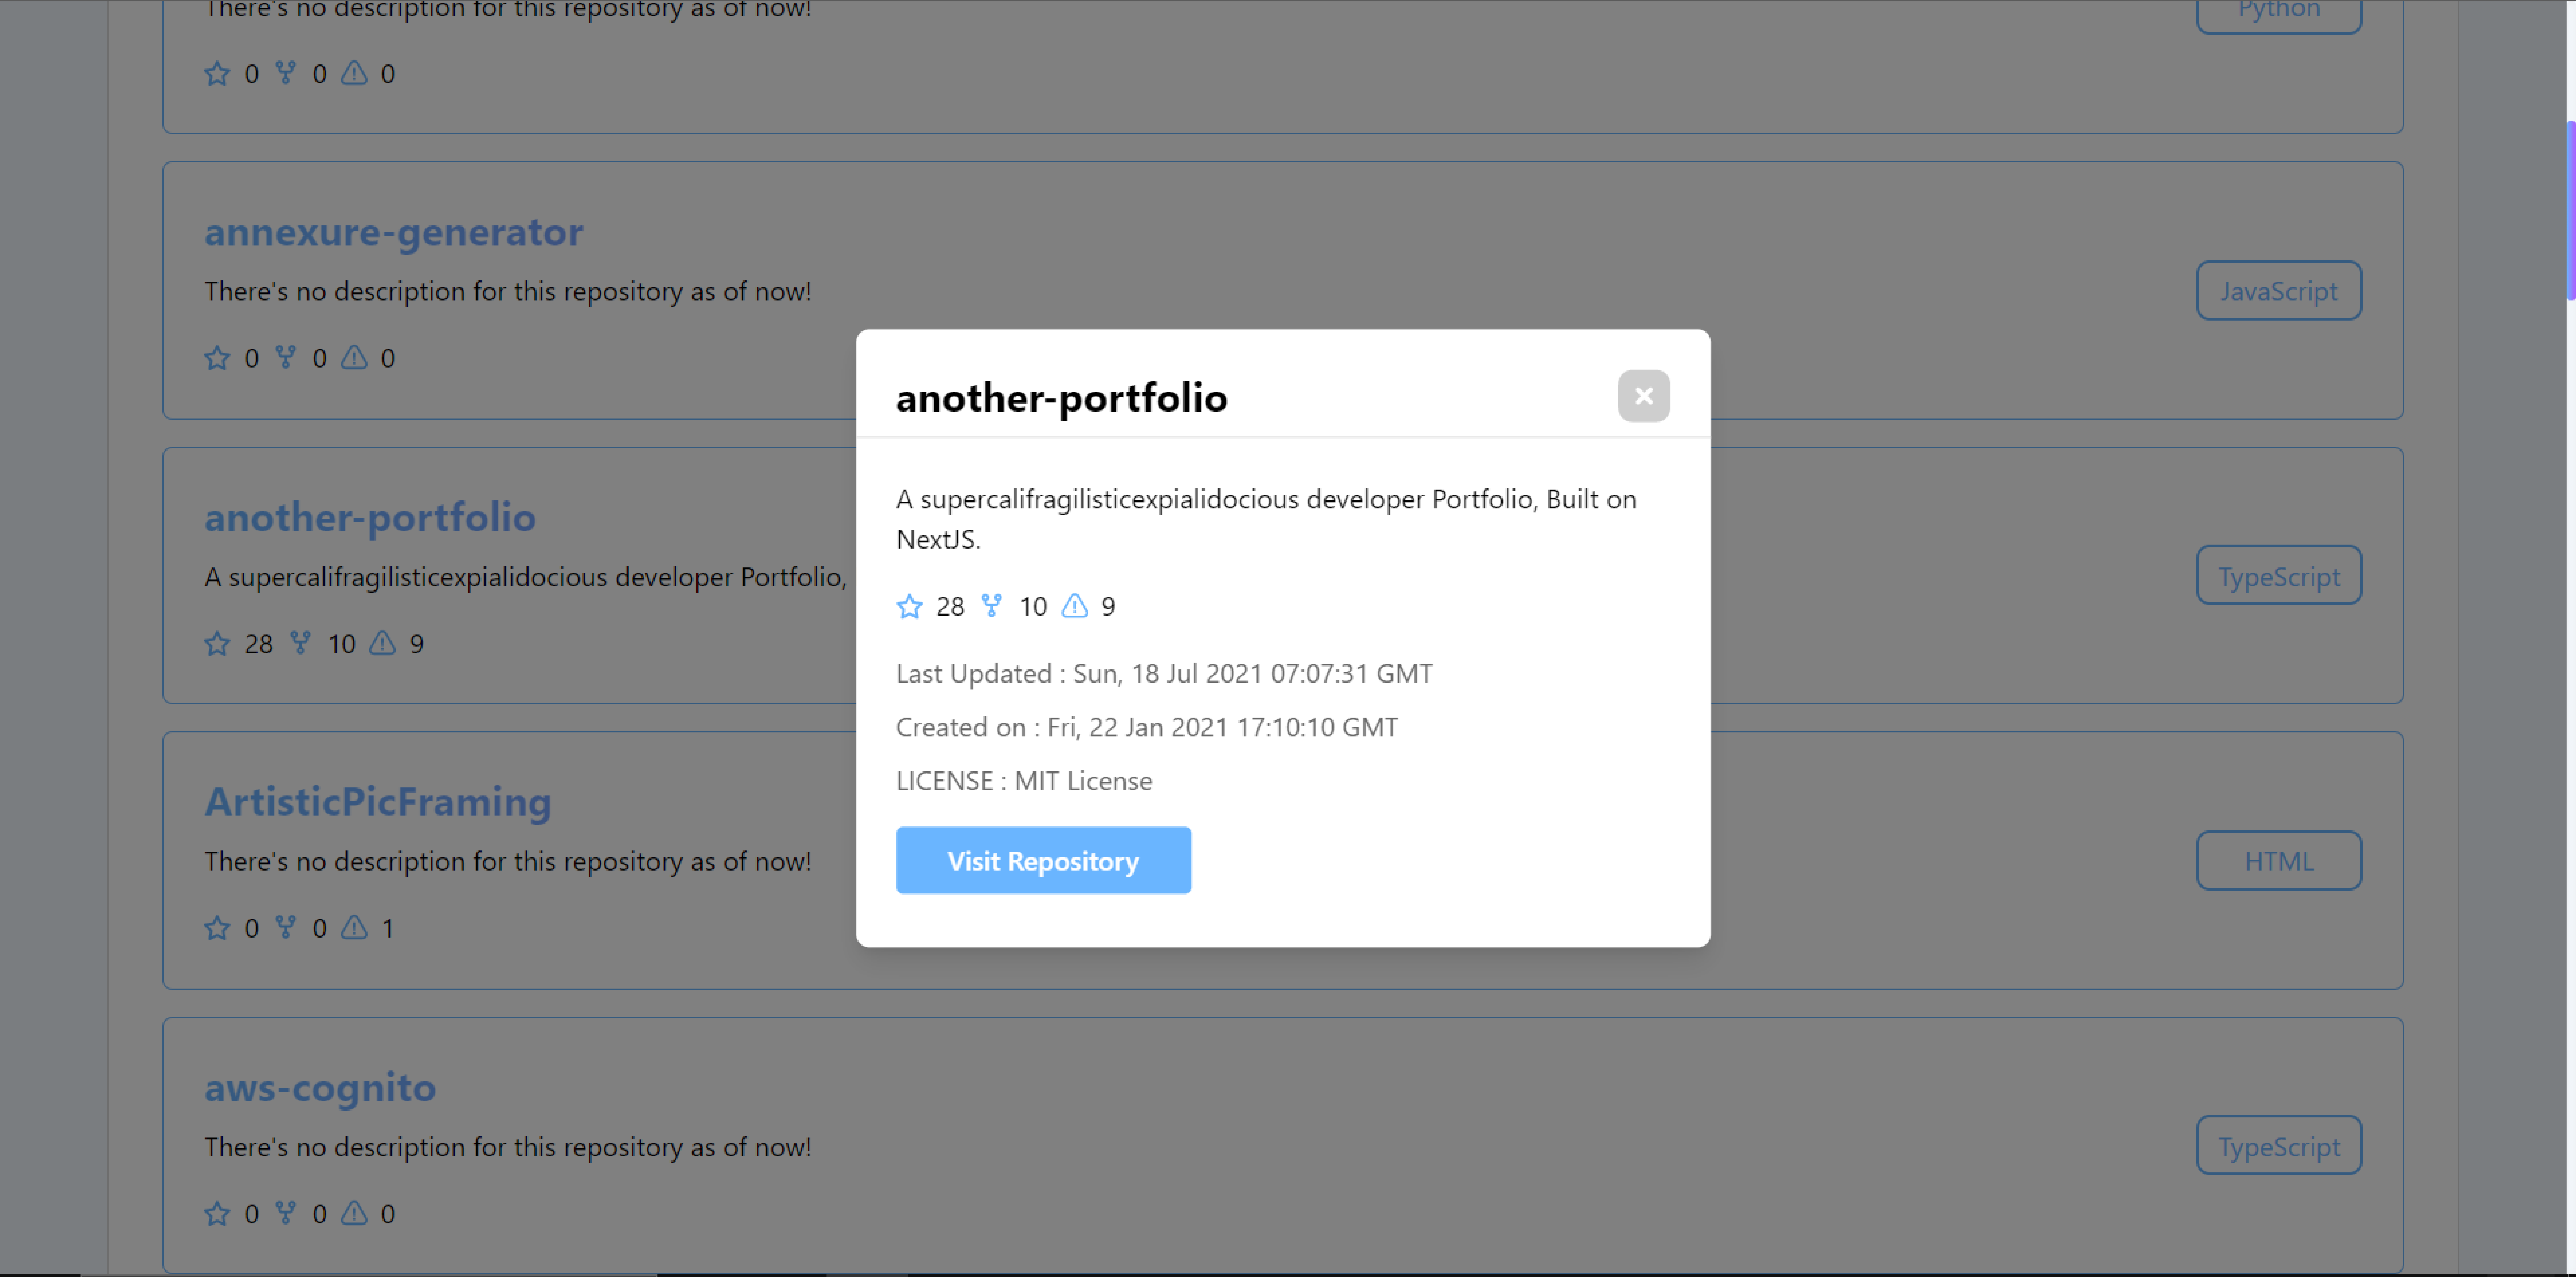 There's no description for this repository as of now!
Python
0 0 0
annexure-generator
There's no description for this repository as of now!
JavaScript
0 0 0
another-portfolio
A supercalifragilisticexpialidocious developer Portfolio,
TypeScript
28 10 9
ArtisticPicFraming
There's no description for this repository as of now!
HTML
0 0 1
aws-cognito
There's no description for this repository as of now!
TypeScript
0 0 0
another-portfolio
A supercalifragilisticexpialidocious developer Portfolio, Built on
NextJS.
28 10 9
Last Updated : Sun, 18 Jul 2021 07:07:31 GMT
Created on : Fri, 22 Jan 2021 17:10:10 GMT
LICENSE : MIT License
Visit Repository